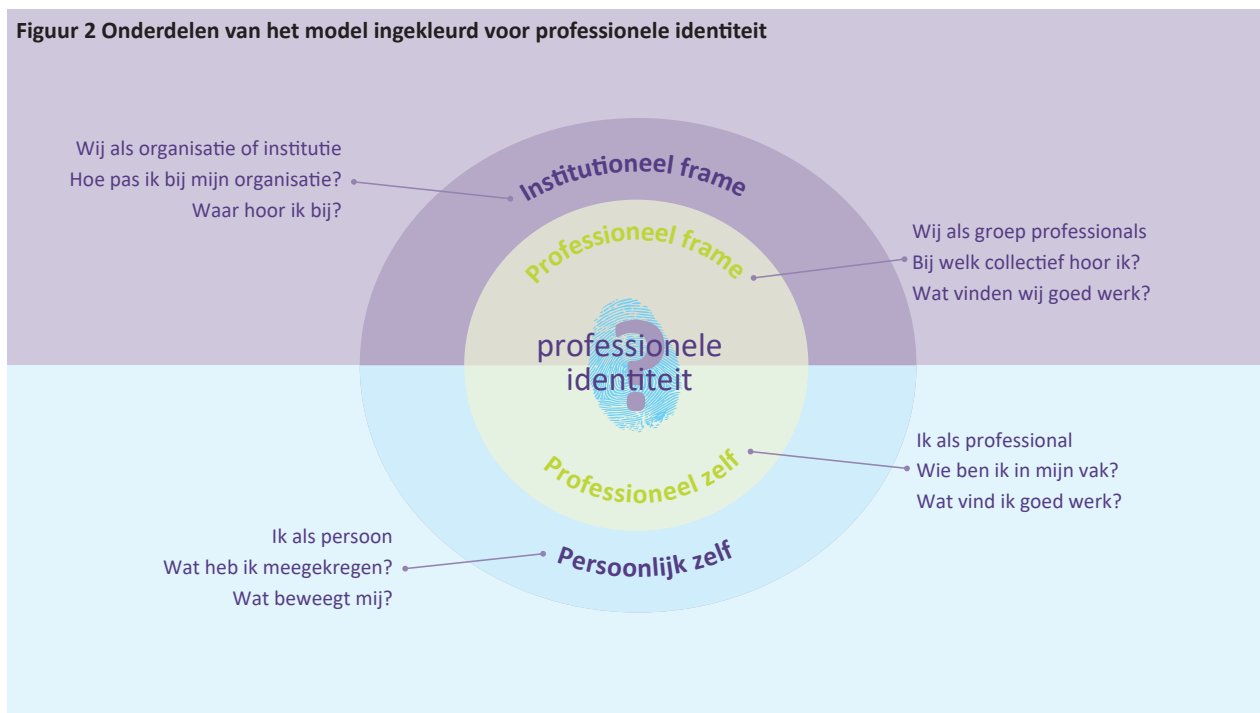 Figuur 2 Onderdelen van het model ingekleurd voor professionele identiteit
Wij als organisatie of institutie
Hoe pas ik bij mijn organisatie?
Waar hoor ik bij?
Institutioneel frame
Professioneel frame
Wij als groep professionals
Bij welk collectief hoor ik?
Wat vinden wij goed werk?
?
professionele
identiteit
Professioneel zelf
Ik als professional
Wie ben ik in mijn vak?
Wat vind ik goed werk?
Ik als persoon
Wat heb ik meegekregen?
Wat beweegt mij?
Persoonlijk zelf